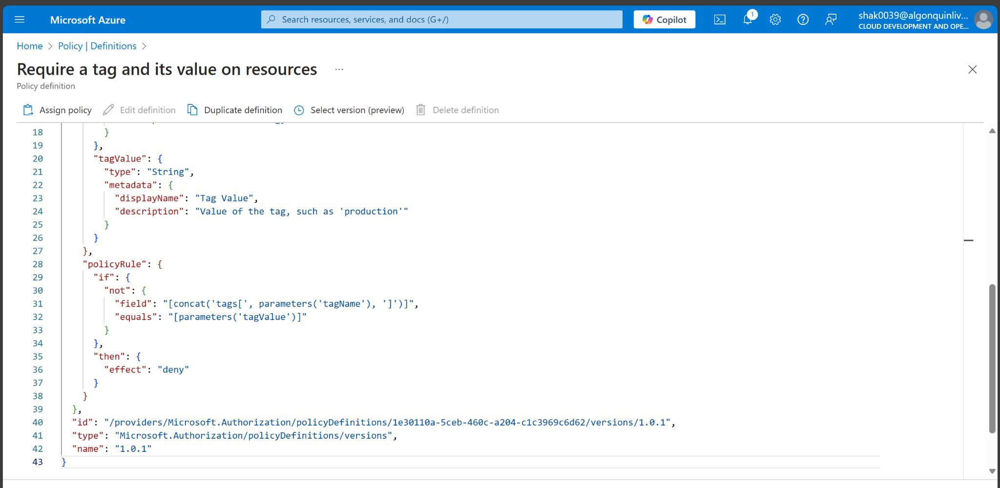 Microsoft Azure
Search resources, services, and docs (G+/)
Copilot
1
shak0039@algonquinliv...
CLOUD DEVELOPMENT AND OPE...
Home > Policy | Definitions >
Require a tag and its value on resources ...
Policy definition
Assign policy Edit definition Duplicate definition Select version (preview) Delete definition
18 }
19 },
20 "tagValue": {
21 "type": "String",
22 "metadata": {
23 "displayName": "Tag Value",
24 "description": "Value of the tag, such as 'production'"
25 }
26 }
27 },
28 "policyRule": {
29 "if": {
30 "not": {
31 "field": "[concat('tags[', parameters('tagName'), ']')]",
32 "equals": "[parameters('tagValue')]"
33 }
34 },
35 "then": {
36 "effect": "deny"
37 }
38 }
39 },
40 "id": "/providers/Microsoft.Authorization/policyDefinitions/1e30110a-5ceb-460c-a204-c1c3969c6d62/versions/1.0.1",
41 "type": "Microsoft.Authorization/policyDefinitions/versions",
42 "name": "1.0.1"
43 }